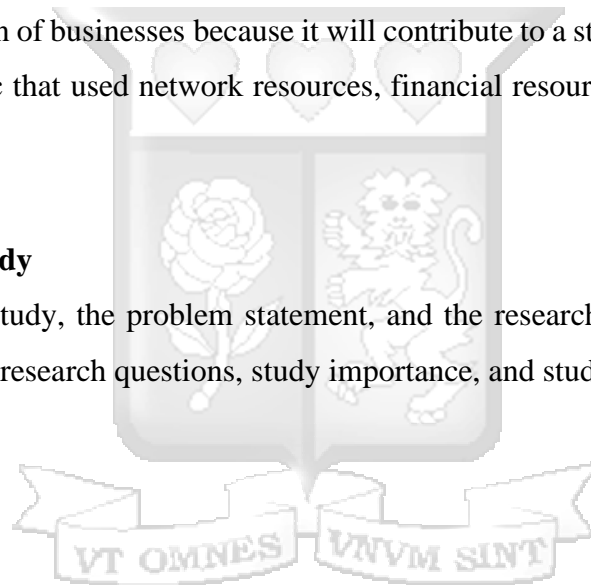 n of businesses because it will contribute to a st
c that used network resources, financial resour
dy
tudy, the problem statement, and the research
research questions, study importance, and stud
VT OMNES VNVM SINT